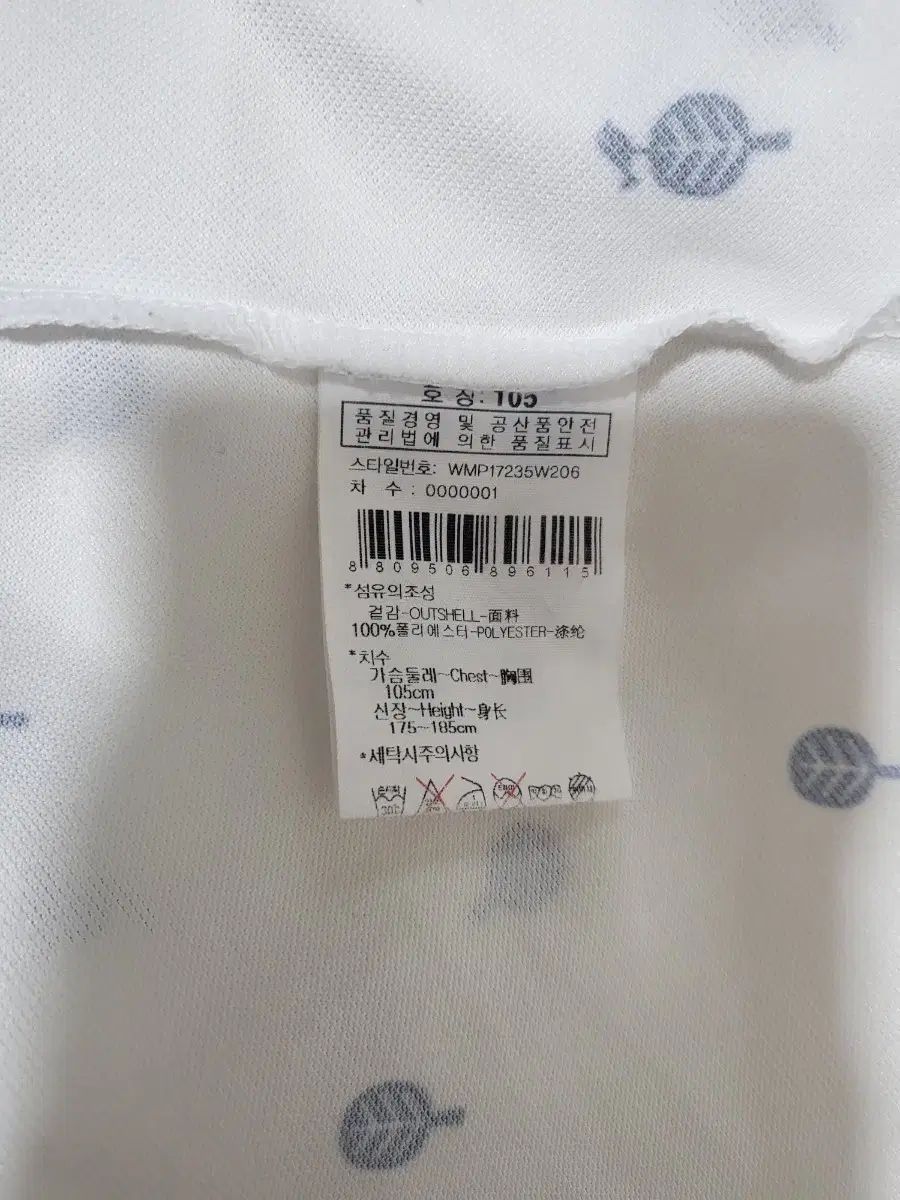 호 칭: 105
품질경영 및 공산품안전
관리법에 의한 품질표시
스타일번호: WMP17235W206
차 수: 0000001
8 809506 896115
*섬유의조성
겉감-OUTSHELL-面料
100%폴리에스터-POLYESTER-涤纶
*치수
가슴둘레~Chest~胸围
105cm
신장~Height~身长
175~185cm
*세탁시주의사항